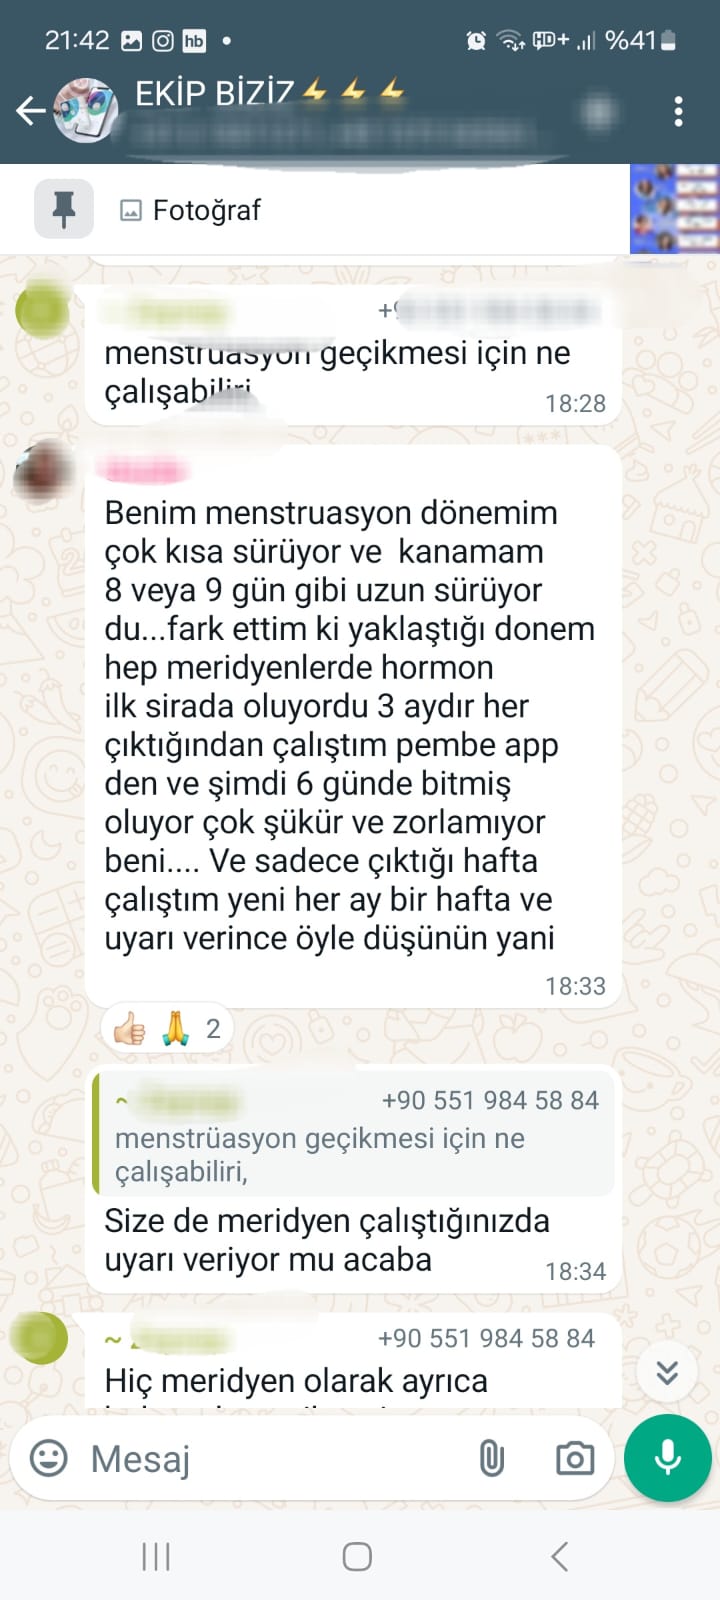 21:42 hb HD+ %41
EKİP BİZİZ
Fotoğraf
menstruasyon geçikmesi için ne
çalışabiliri
18:28
Benim menstruasyon dönemim
çok kısa sürüyor ve kanamam
8 veya 9 gün gibi uzun sürüyor
du...fark ettim ki yaklaştığı donem
hep meridyenlerde hormon
ilk sirada oluyordu 3 aydır her
çıktığından çalıştım pembe app
den ve şimdi 6 günde bitmiş
oluyor çok şükür ve zorlamıyor
beni.... Ve sadece çıktığı hafta
çalıştım yeni her ay bir hafta ve
uyarı verince öyle düşünün yani
18:33
2
~ +90 551 984 58 84
menstrüasyon geçikmesi için ne
çalışabiliri,
Size de meridyen çalıştığınızda
uyarı veriyor mu acaba
18:34
~ +90 551 984 58 84
Hiç meridyen olarak ayrıca
Mesaj